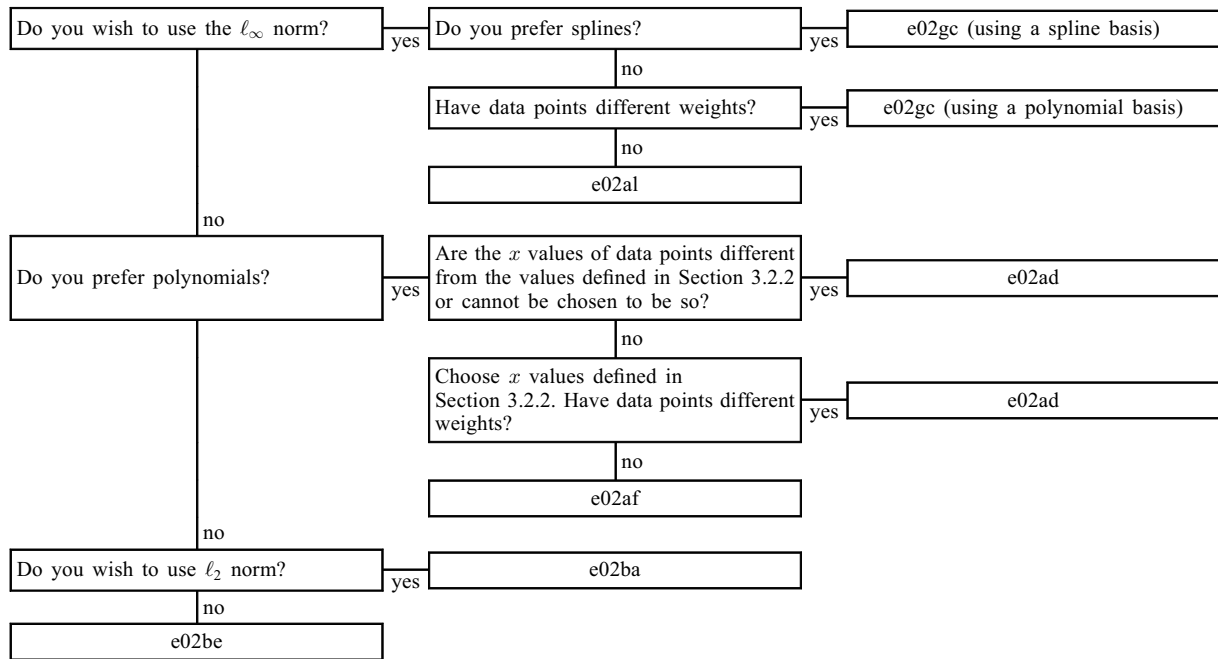 Do you wish to use the ℓ∞ norm?
yes
Do you prefer splines?
yes
e02gc (using a spline basis)
no
Have data points different weights?
yes
e02gc (using a polynomial basis)
no
e02al
no
Do you prefer polynomials?
yes
Are the x values of data points different
from the values defined in Section 3.2.2
or cannot be chosen to be so?
yes
e02ad
no
Choose x values defined in
Section 3.2.2. Have data points different
weights?
yes
e02ad
no
e02af
no
Do you wish to use ℓ2 norm?
yes
e02ba
no
e02be